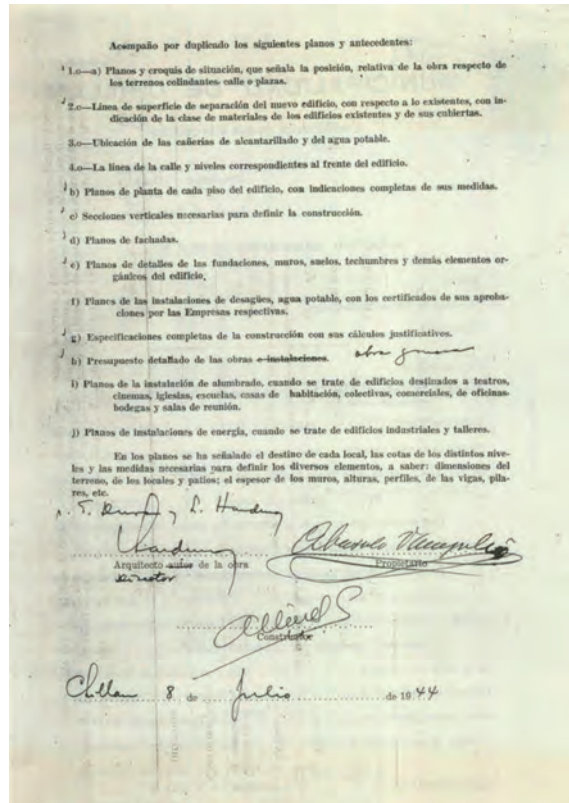 Acompaño por duplicado los siguientes planos y antecedentes:
1.o—a) Planos y croquis de situación, que señala la posición, relativa de la obra respecto de
los terrenos colindantes- calle o plazas.
2.o—Línea de superficie de separación del nuevo edificio, con respecto a lo existentes, con in-
dicación de la clase de materiales de los edificios existentes y de sus cubiertas.
3.o—Ubicación de las cañerías de alcantarillado y del agua potable.
4.o—La línea de la calle y niveles correspondientes al frente del edificio.
b) Planos de planta de cada piso del edificio, con indicaciones completas de sus medidas.
c) Secciones verticales necesarias para definir la construcción.
d) Planos de fachadas.
e) Planos de detalles de las fundaciones, muros, suelos, techumbres y demás elementos or-
gánicos del edificio,
f) Planos de las instalaciones de desagües, agua potable, con los certificados de sus aproba-
ciones por las Empresas respectivas.
g) Especificaciones completas de la construcción con sus cálculos justificativos.
h) Presupuesto detallado de las obras e instalaciones. obra gruesa
i) Planos de la instalación de alumbrado, cuando se trate de edificios destinados a teatros,
cinemas, iglesias, escuelas, casas de habitación, colectivas, comerciales, de oficinas-
bodegas y salas de reunión.
j) Planos de instalaciones de energía, cuando se trate de edificios industriales y talleres.
En los planos se ha señalado el destino de cada local, las cotas de los distintos nive-
les y las medidas necesarias para definir los diversos elementos, a saber: dimensiones del
terreno, de los locales y patios; el espesor de los muros, alturas, perfiles, de las vigas, pila-
res, etc.
Arquitecto autor de la obra
Director
Propietario
Constructor
Chillan 8 de Julio de 1944